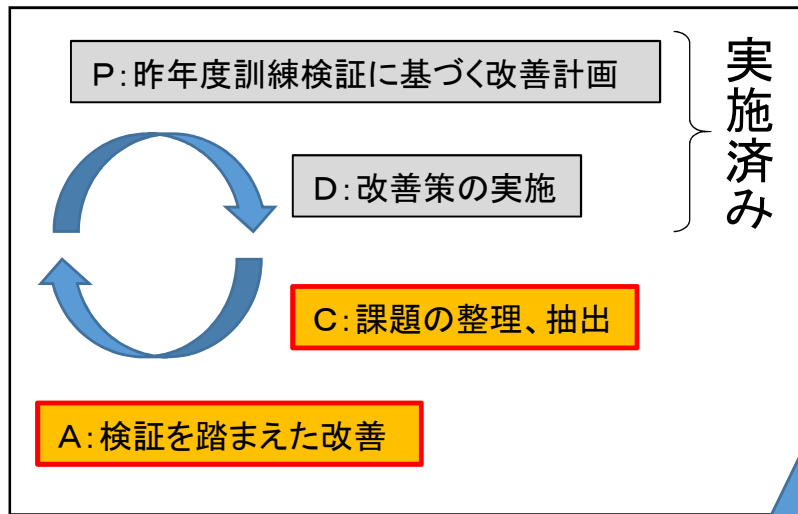 P:昨年度訓練検証に基づく改善計画
実施済み
D:改善策の実施
C:課題の整理、抽出
A:検証を踏まえた改善